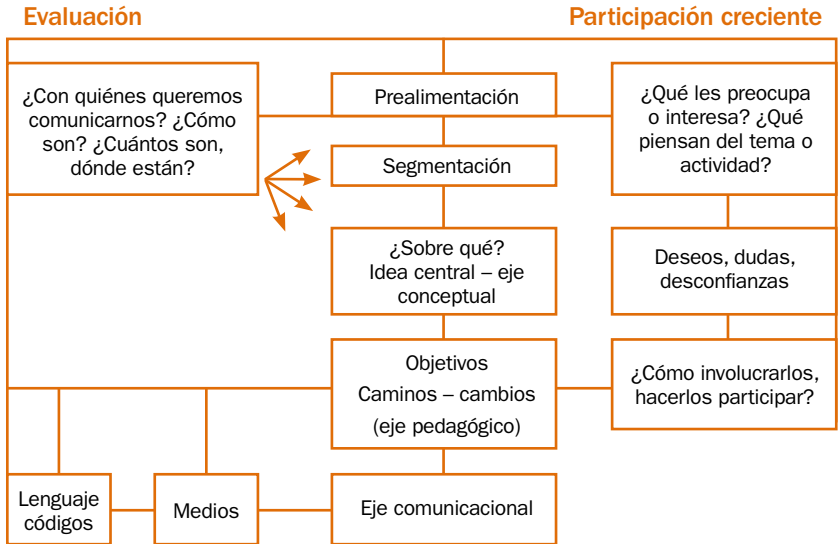 Evaluación
Participación creciente
¿Con quiénes queremos
comunicarnos? ¿Cómo
son? ¿Cuántos son,
dónde están?
Prealimentación
¿Qué les preocupa
o interesa? ¿Qué
piensan del tema o
actividad?
Segmentación
¿Sobre qué?
Idea central – eje
conceptual
Deseos, dudas,
desconfianzas
Objetivos
Caminos – cambios
(eje pedagógico)
¿Cómo involucrarlos,
hacerlos participar?
Lenguaje
códigos
Medios
Eje comunicacional